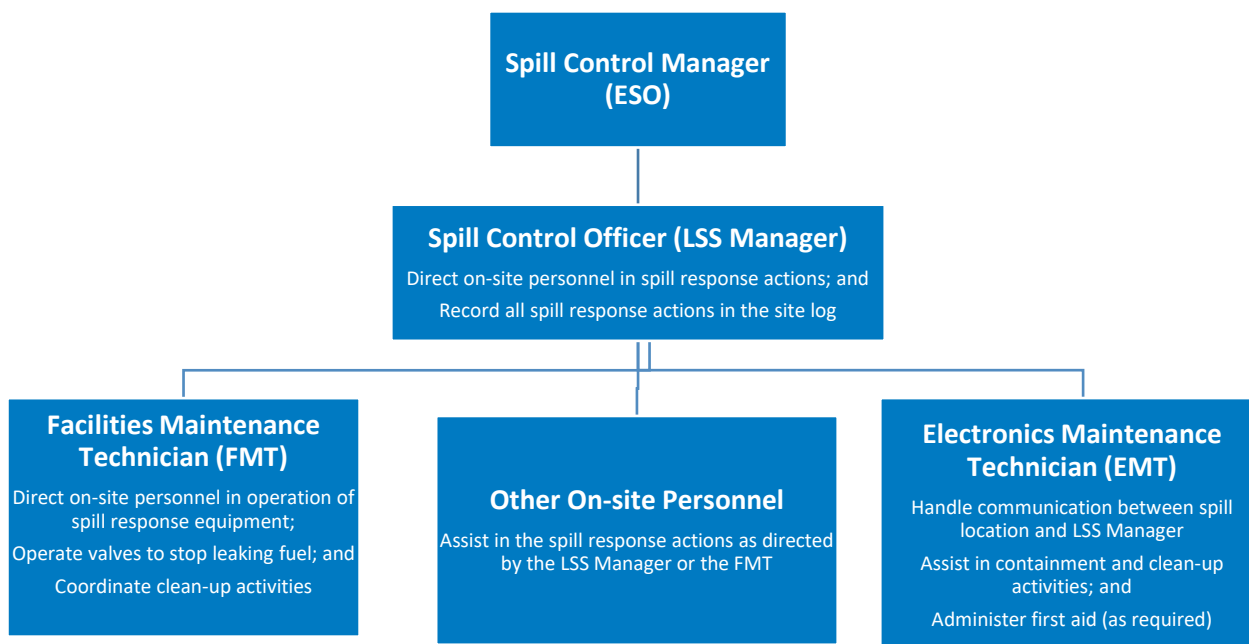 Spill Control Manager
(ESO)
Spill Control Officer (LSS Manager)
Direct on-site personnel in spill response actions; and
Record all spill response actions in the site log
Facilities Maintenance
Technician (FMT)
Direct on-site personnel in operation of
spill response equipment;
Operate valves to stop leaking fuel; and
Coordinate clean-up activities
Other On-site Personnel
Assist in the spill response actions as directed
by the LSS Manager or the FMT
Electronics Maintenance
Technician (EMT)
Handle communication between spill
location and LSS Manager
Assist in containment and clean-up
activities; and
Administer first aid (as required)